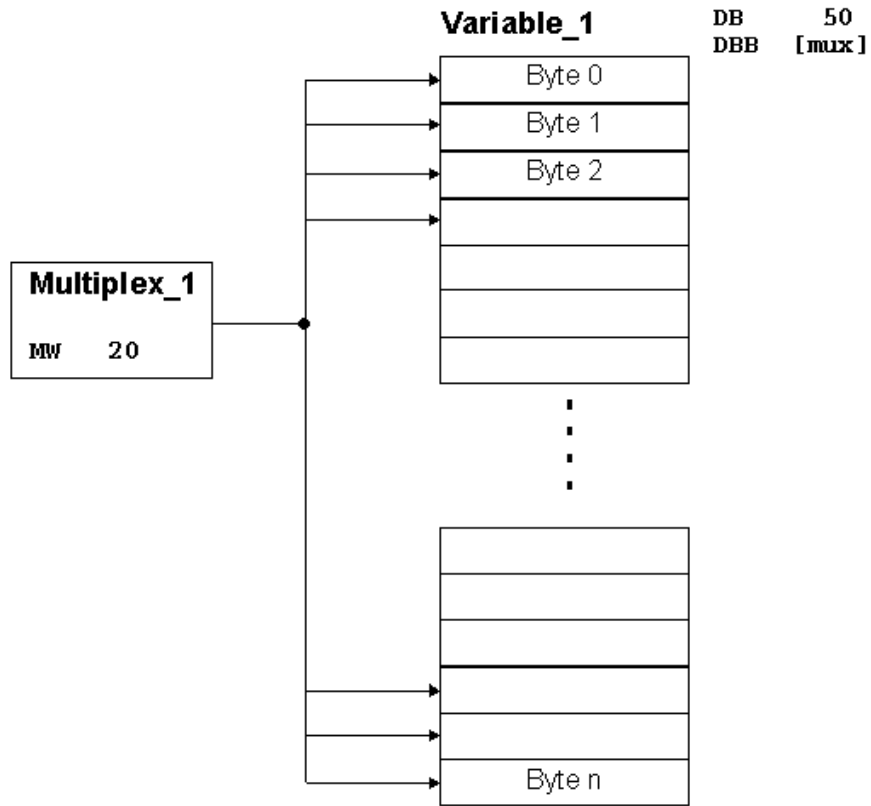 Variable_1
DB 50
DBB [mux]
Byte 0
Byte 1
Byte 2
Multiplex_1
MW 20
Byte n